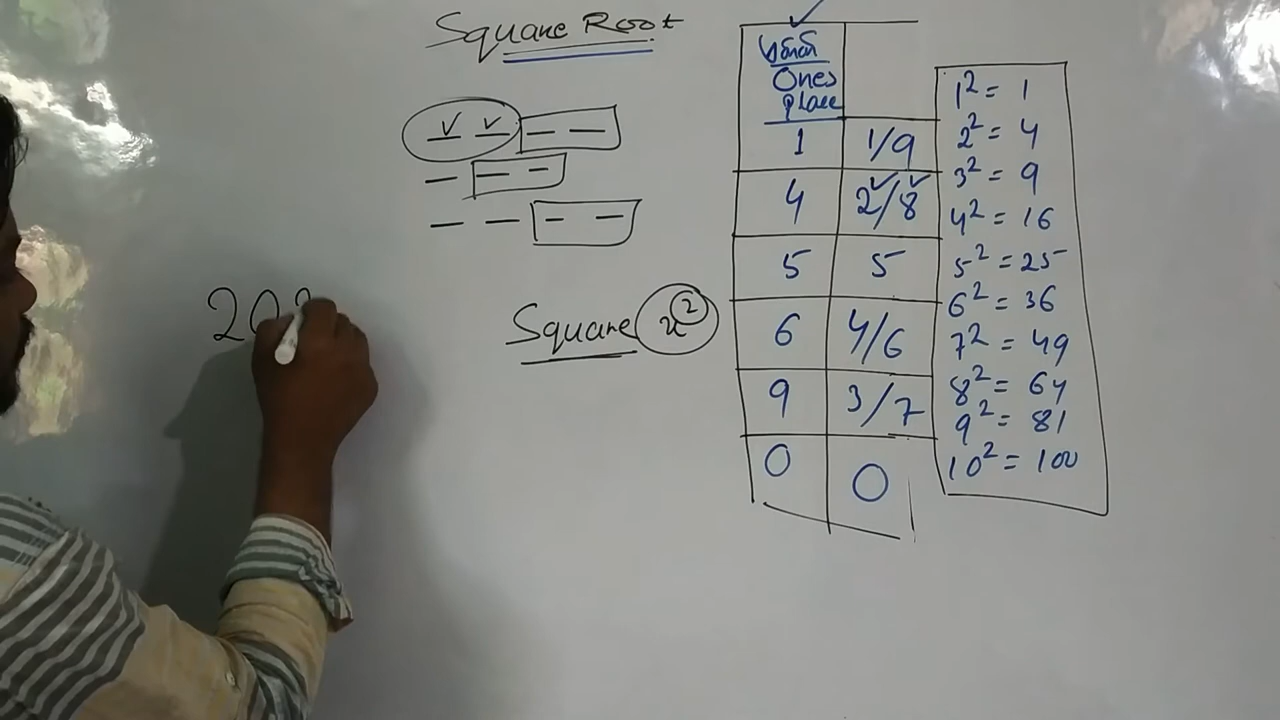 Square Root
Square x²
202
Ones
place
1 1/9
4 2/8
5 5
6 4/6
9 3/7
0 0
1² = 1
2² = 4
3² = 9
4² = 16
5² = 25
6² = 36
7² = 49
8² = 64
9² = 81
10² = 100